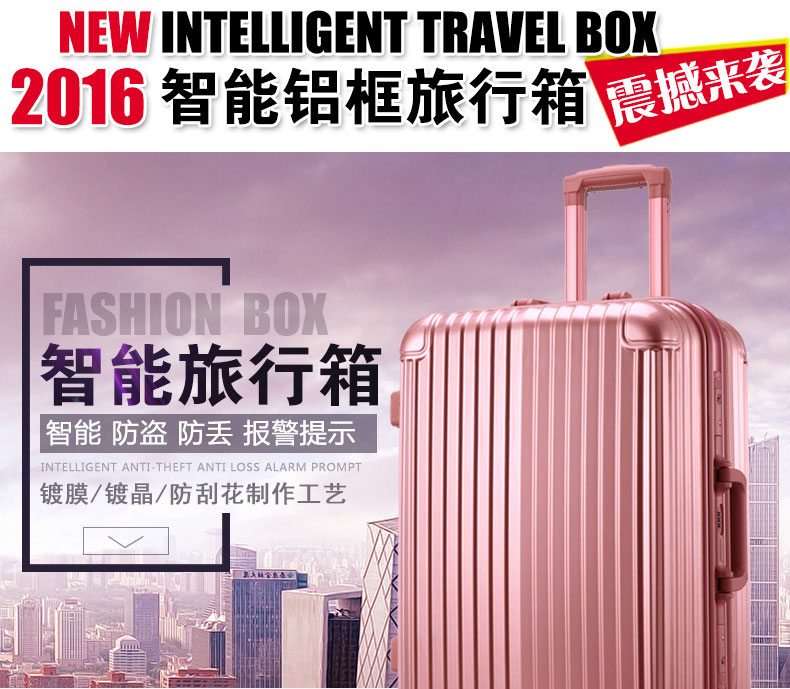 NEW INTELLIGENT TRAVEL BOX
2016 智能铝框旅行箱
震撼来袭
FASHION BOX
智能旅行箱
智能 防盗 防丢 报警提示
INTELLIGENT ANTI-THEFT ANTI LOSS ALARM PROMPT
镀膜/镀晶/防刮花制作工艺